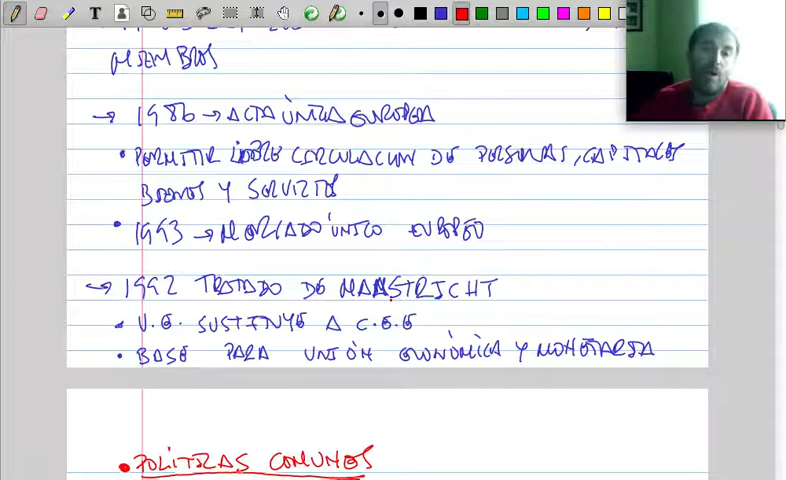 MIEMBROS
→ 1986 → ACTA ÚNICA EUROPEA
• PERMITIR LIBRE CIRCULACION DE PERSONAS, CAPITALES
BIENES Y SERVICIOS
• 1993 → MERCADO ÚNICO EUROPEO
→ 1992 TRATADO DE MAASTRICHT
• U.E. SUSTITUYE A C.E.E
• BASE PARA UNIÓN ECONÓMICA Y MONETARIA
• POLÍTICAS COMUNES